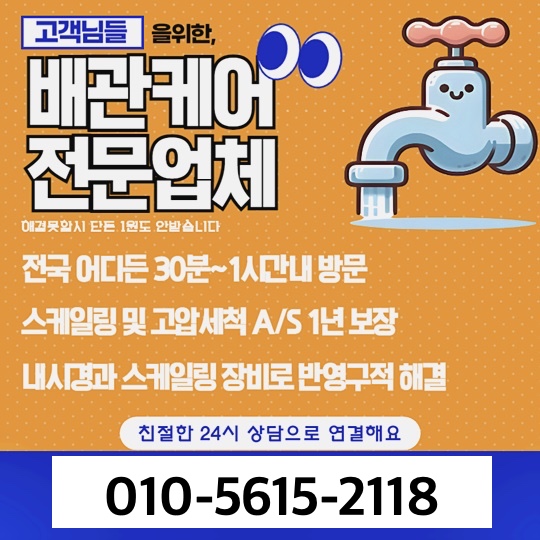 고객님들 을위한,
배관케어
전문업체
해결못할시 단돈 1원도 안받습니다
전국 어디든 30분~1시간내 방문
스케일링 및 고압세척 A/S 1년 보장
내시경과 스케일링 장비로 반영구적 해결
친절한 24시 상담으로 연결해요
010-5615-2118